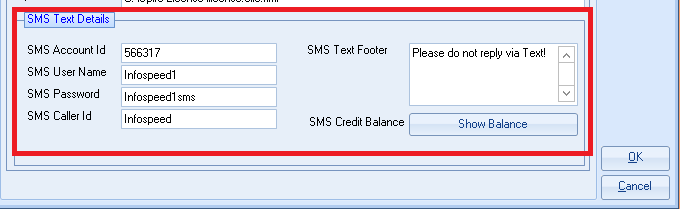 SMS Text Details
SMS Account Id 566317
SMS User Name Infospeed1
SMS Password Infospeed1sms
SMS Caller Id Infospeed
SMS Text Footer Please do not reply via Text!
SMS Credit Balance Show Balance
OK
Cancel